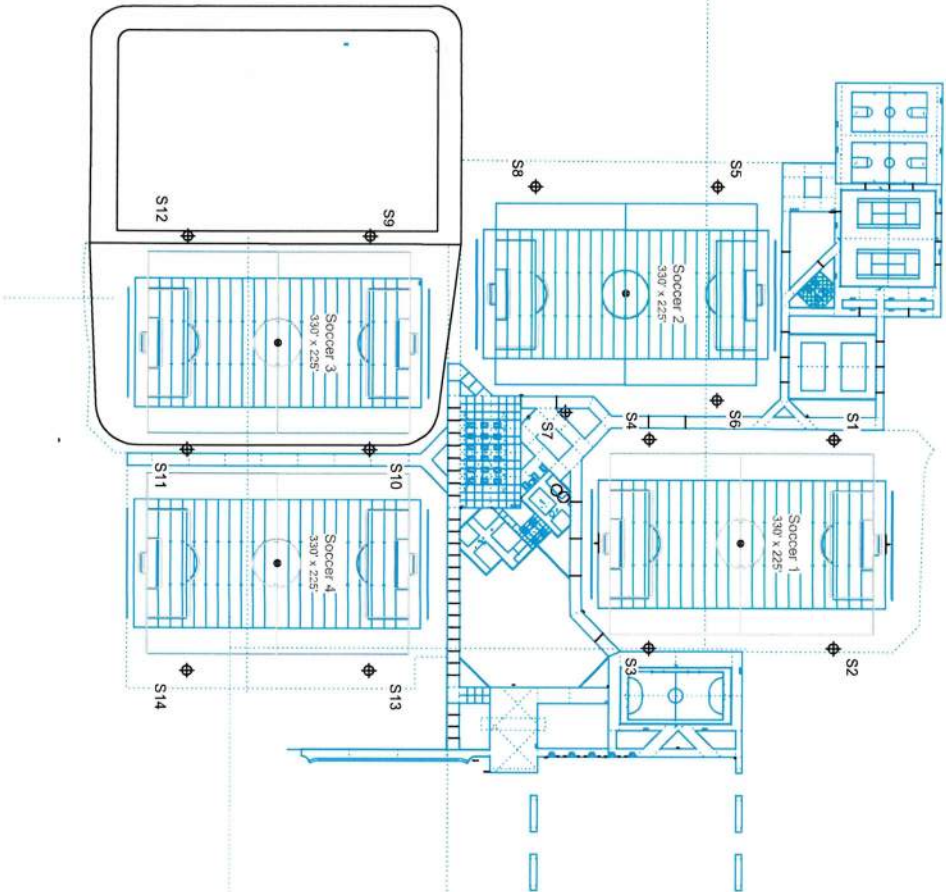 S12
S9
S8
S5
Soccer 2
330' x 225'
Soccer 3
330' x 225'
S7
S4
S6
S1
S11
S10
Soccer 1
330' x 225'
Soccer 4
330' x 225'
S14
S13
S3
S2